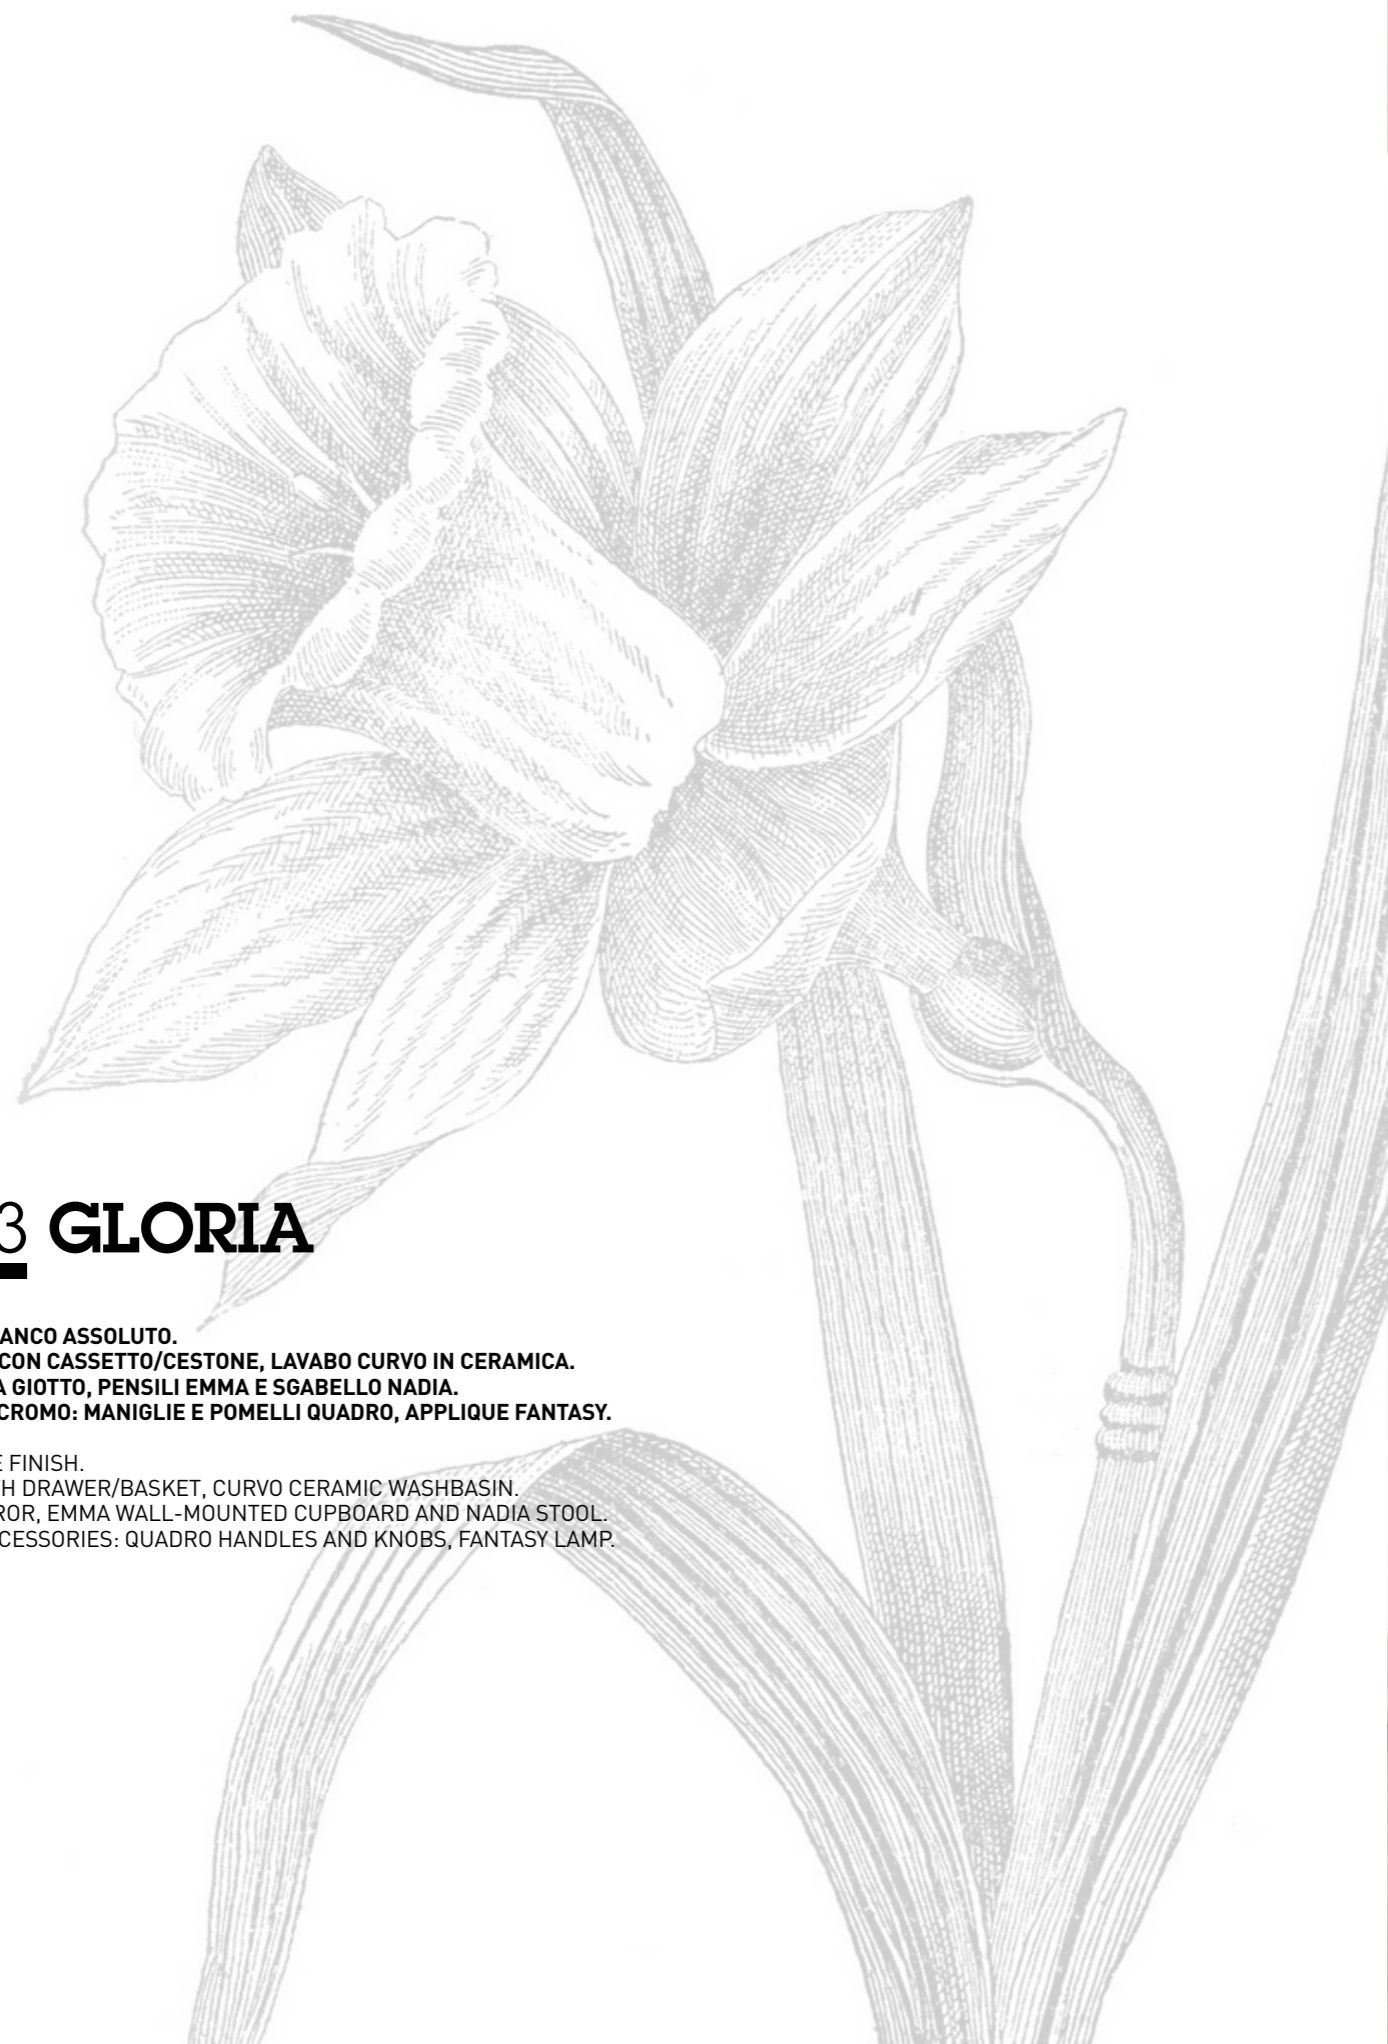 3 GLORIA
ANCO ASSOLUTO.
CON CASSETTO/CESTONE, LAVABO CURVO IN CERAMICA.
A GIOTTO, PENSILI EMMA E SGABELLO NADIA.
CROMO: MANIGLIE E POMELLI QUADRO, APPLIQUE FANTASY.
E FINISH.
TH DRAWER/BASKET, CURVO CERAMIC WASHBASIN.
ROR, EMMA WALL-MOUNTED CUPBOARD AND NADIA STOOL.
CESSORIES: QUADRO HANDLES AND KNOBS, FANTASY LAMP.